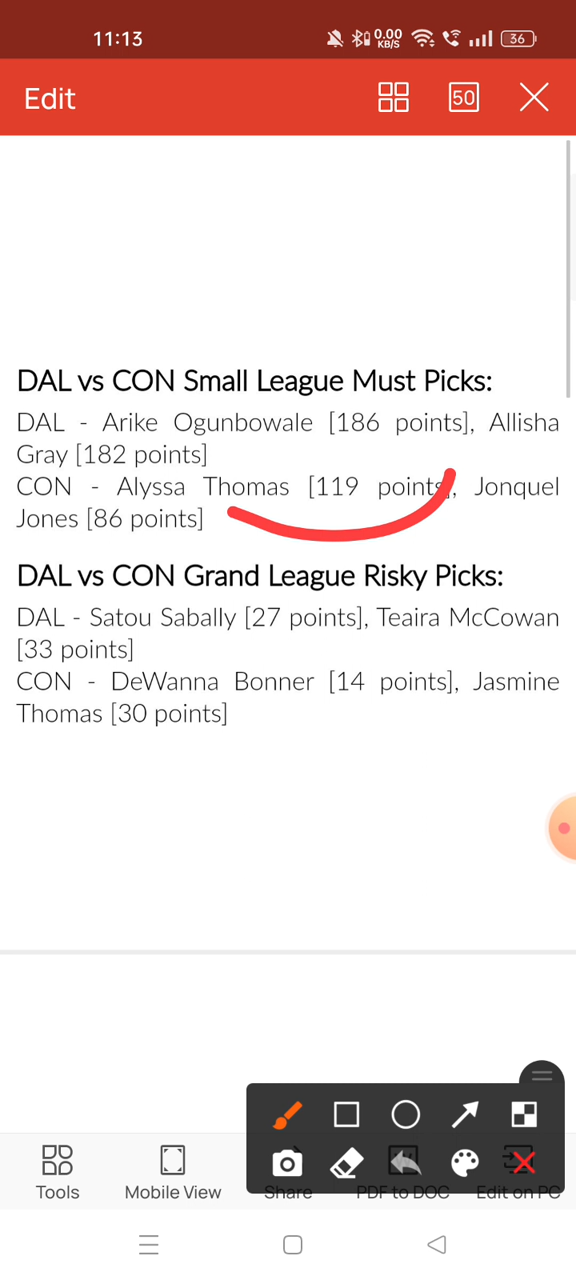 11:13
0.00
KB/S
36
Edit
50
DAL vs CON Small League Must Picks:
DAL - Arike Ogunbowale [186 points], Allisha
Gray [182 points]
CON - Alyssa Thomas [119 points], Jonquel
Jones [86 points]
DAL vs CON Grand League Risky Picks:
DAL - Satou Sabally [27 points], Teaira McCowan
[33 points]
CON - DeWanna Bonner [14 points], Jasmine
Thomas [30 points]
Tools
Mobile View
Share
PDF to DOC
Edit on PC